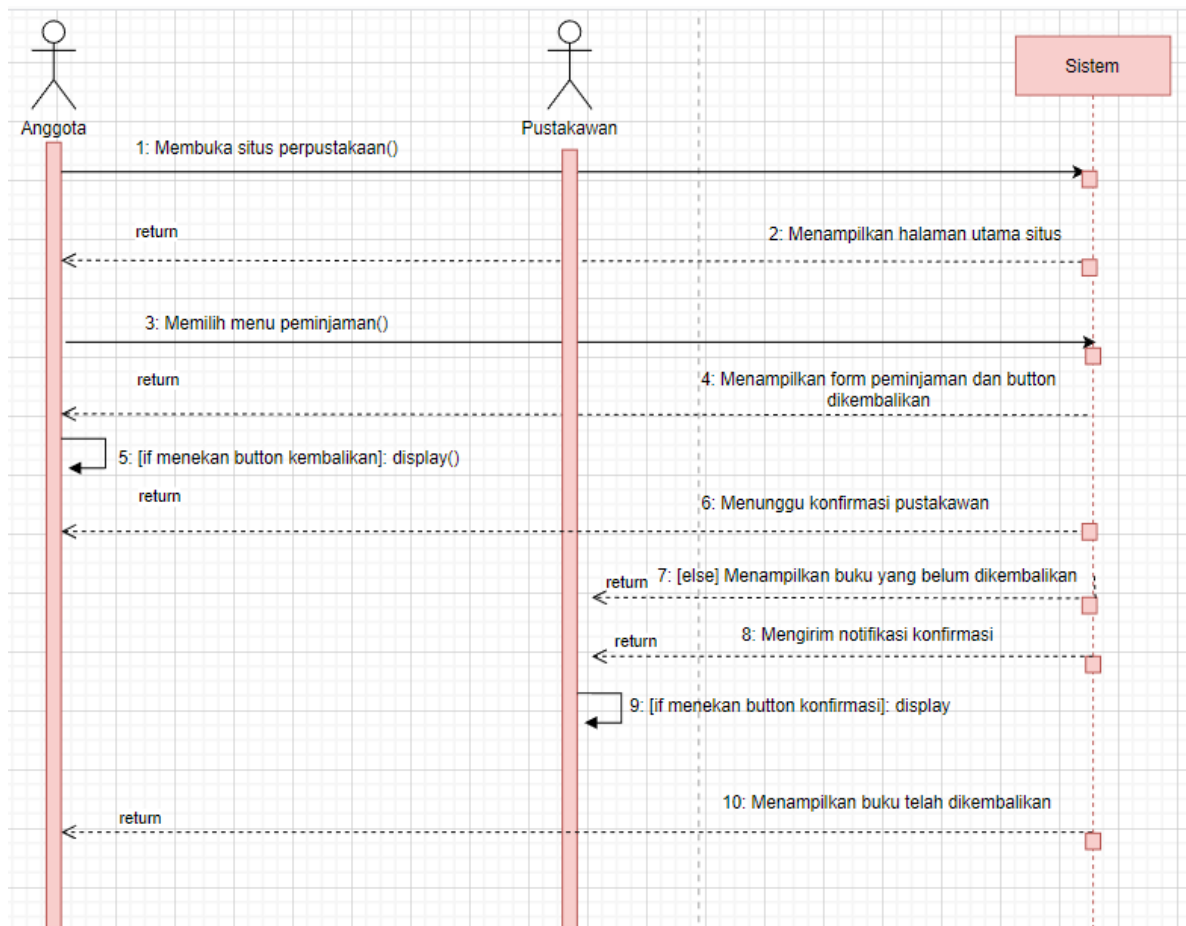 Sistem
Anggota
Pustakawan
1: Membuka situs perpustakaan()
return
2: Menampilkan halaman utama situs
3: Memilih menu peminjaman()
return
4: Menampilkan form peminjaman dan button
dikembalikan
5: [if menekan button kembalikan]: display()
return
6: Menunggu konfirmasi pustakawan
return
7: [else] Menampilkan buku yang belum dikembalikan
return
8: Mengirim notifikasi konfirmasi
9: [if menekan button konfirmasi]: display
10: Menampilkan buku telah dikembalikan
return